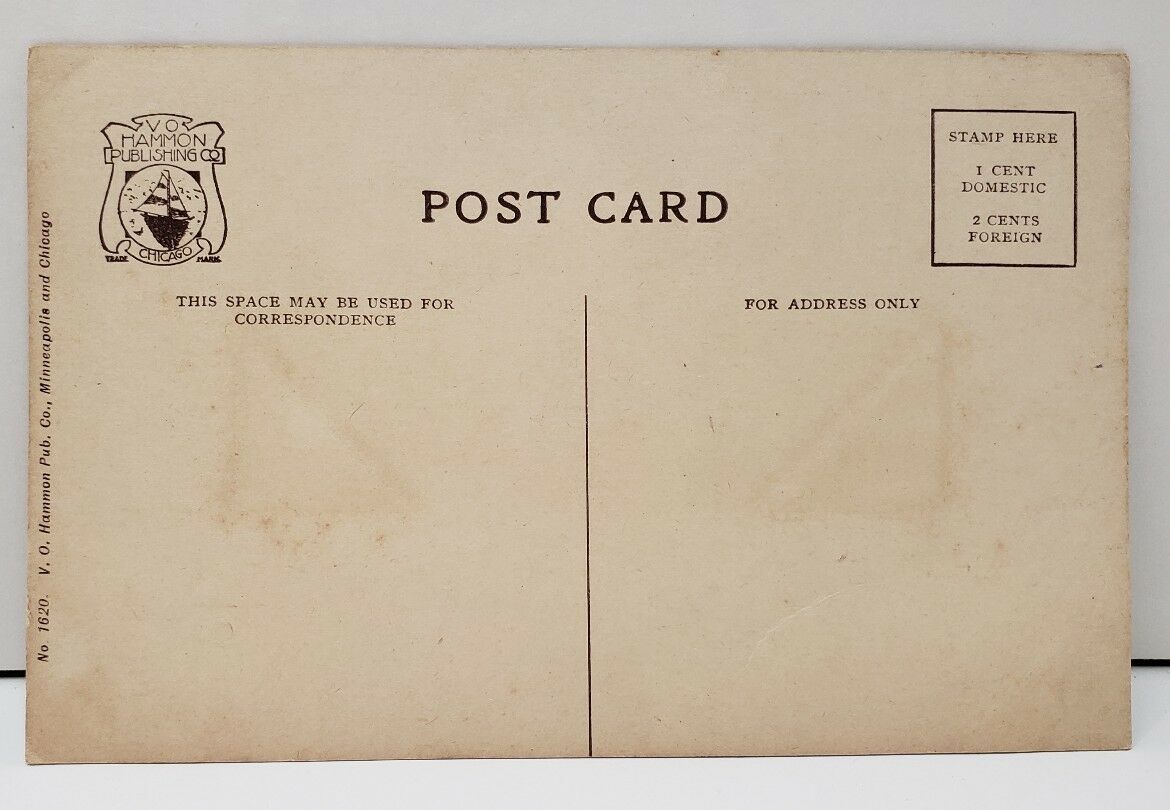 V O
HAMMON
PUBLISHING CO
CHICAGO
TRADE MARK
POST CARD
STAMP HERE
1 CENT
DOMESTIC
2 CENTS
FOREIGN
THIS SPACE MAY BE USED FOR
CORRESPONDENCE
FOR ADDRESS ONLY
No. 1620. V. O. Hammon Pub. Co., Minneapolis and Chicago